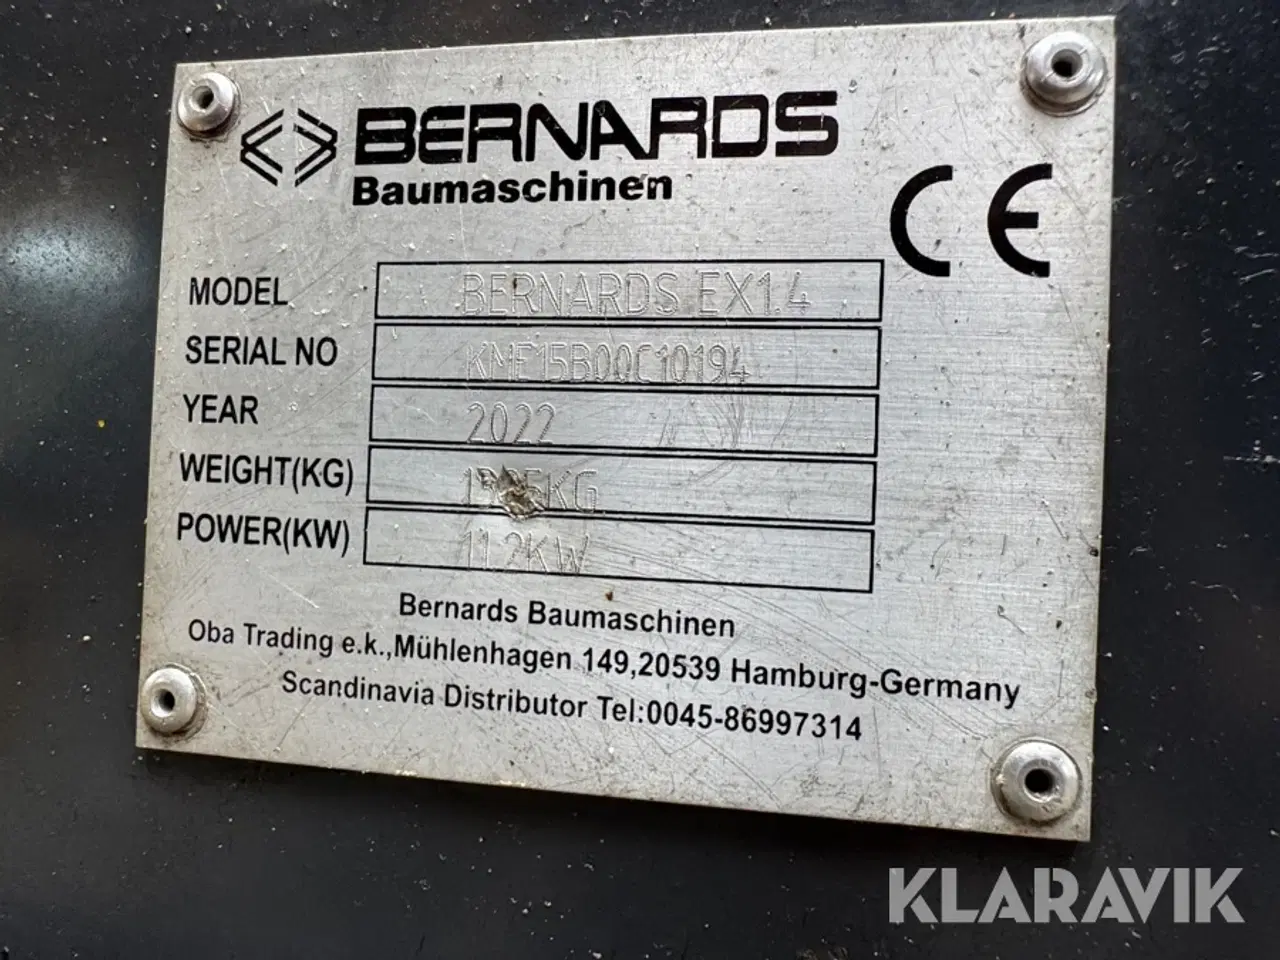 BERNARDS
Baumaschinen
CE
MODEL BERNARDS EX1.4
SERIAL NO KME15B00C10194
YEAR 2022
WEIGHT(KG)
POWER(KW) 11.2KW
Bernards Baumaschinen
Oba Trading e.k.,Mühlenhagen 149,20539 Hamburg-Germany
Scandinavia Distributor Tel:0045-86997314
KLARAVIK